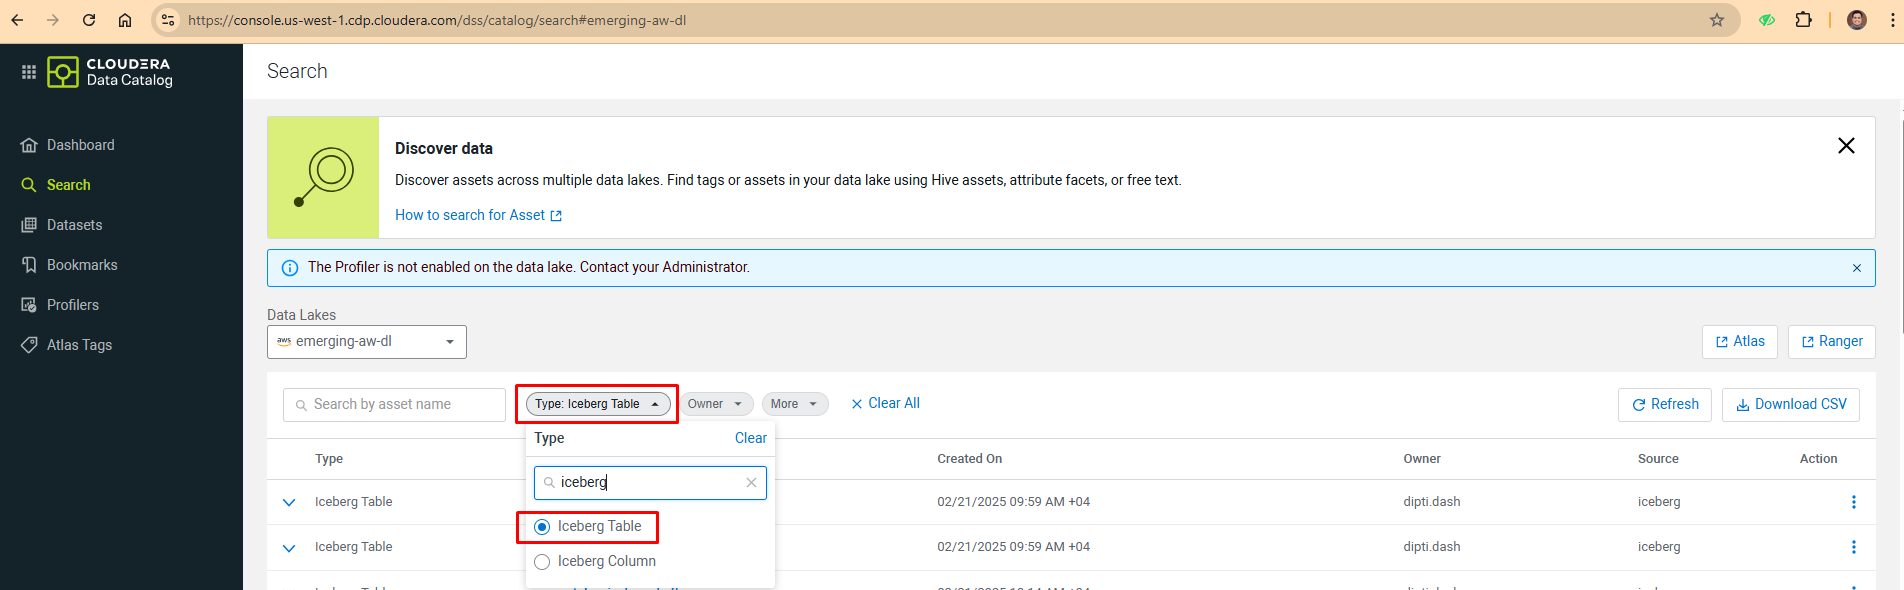 https://console.us-west-1.cdp.cloudera.com/dss/catalog/search#emerging-aw-dl
CLOUDERA
Data Catalog
Dashboard
Search
Datasets
Bookmarks
Profilers
Atlas Tags
Search
Discover data
Discover assets across multiple data lakes. Find tags or assets in your data lake using Hive assets, attribute facets, or free text.
How to search for Asset
The Profiler is not enabled on the data lake. Contact your Administrator.
Data Lakes
aws emerging-aw-dl
Atlas
Ranger
Search by asset name
Type: Iceberg Table
Owner
More
Clear All
Refresh
Download CSV
Type
Clear
iceberg
Iceberg Table
Iceberg Column
Type Created On Owner Source Action
Iceberg Table 02/21/2025 09:59 AM +04 dipti.dash iceberg
Iceberg Table 02/21/2025 09:59 AM +04 dipti.dash iceberg